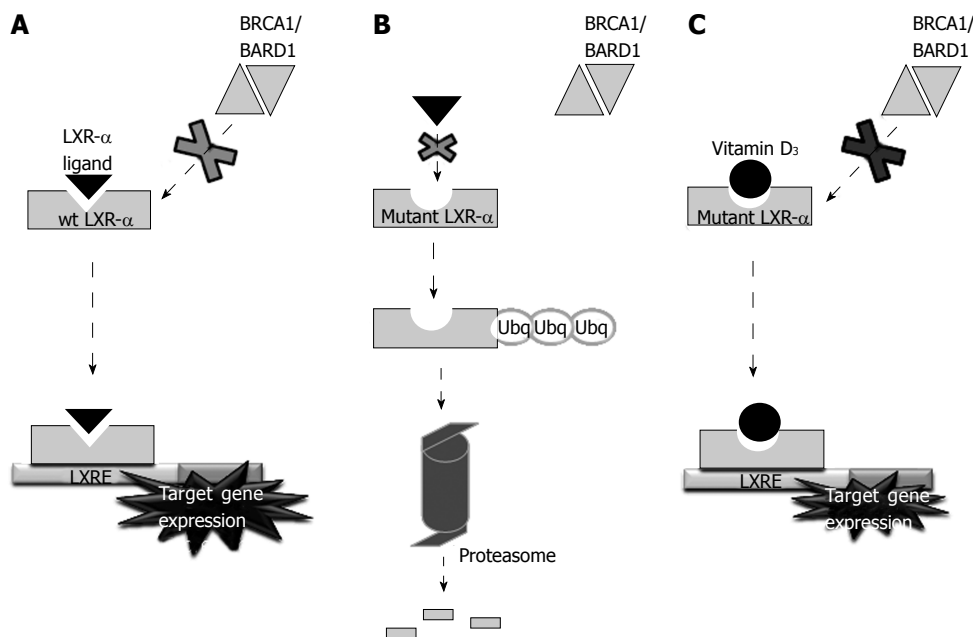 A
BRCA1/
BARD1
LXR-α
ligand
wt LXR-α
LXRE
Target gene
expression
B
BRCA1/
BARD1
Mutant LXR-α
Ubq Ubq Ubq
Proteasome
C
BRCA1/
BARD1
Vitamin D₃
Mutant LXR-α
LXRE
Target gene
expression